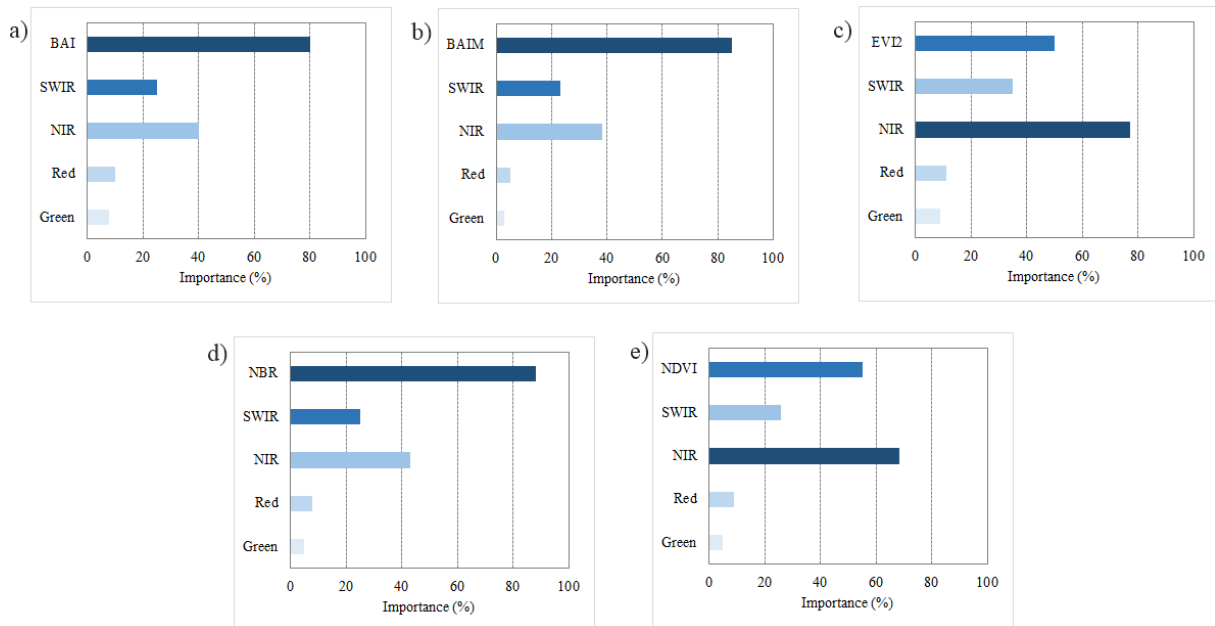 a)
BAI
SWIR
NIR
Red
Green
0 20 40 60 80 100
Importance (%)
b)
BAIM
SWIR
NIR
Red
Green
0 20 40 60 80 100
Importance (%)
c)
EVI2
SWIR
NIR
Red
Green
0 20 40 60 80 100
Importance (%)
d)
NBR
SWIR
NIR
Red
Green
0 20 40 60 80 100
Importance (%)
e)
NDVI
SWIR
NIR
Red
Green
0 20 40 60 80 100
Importance (%)